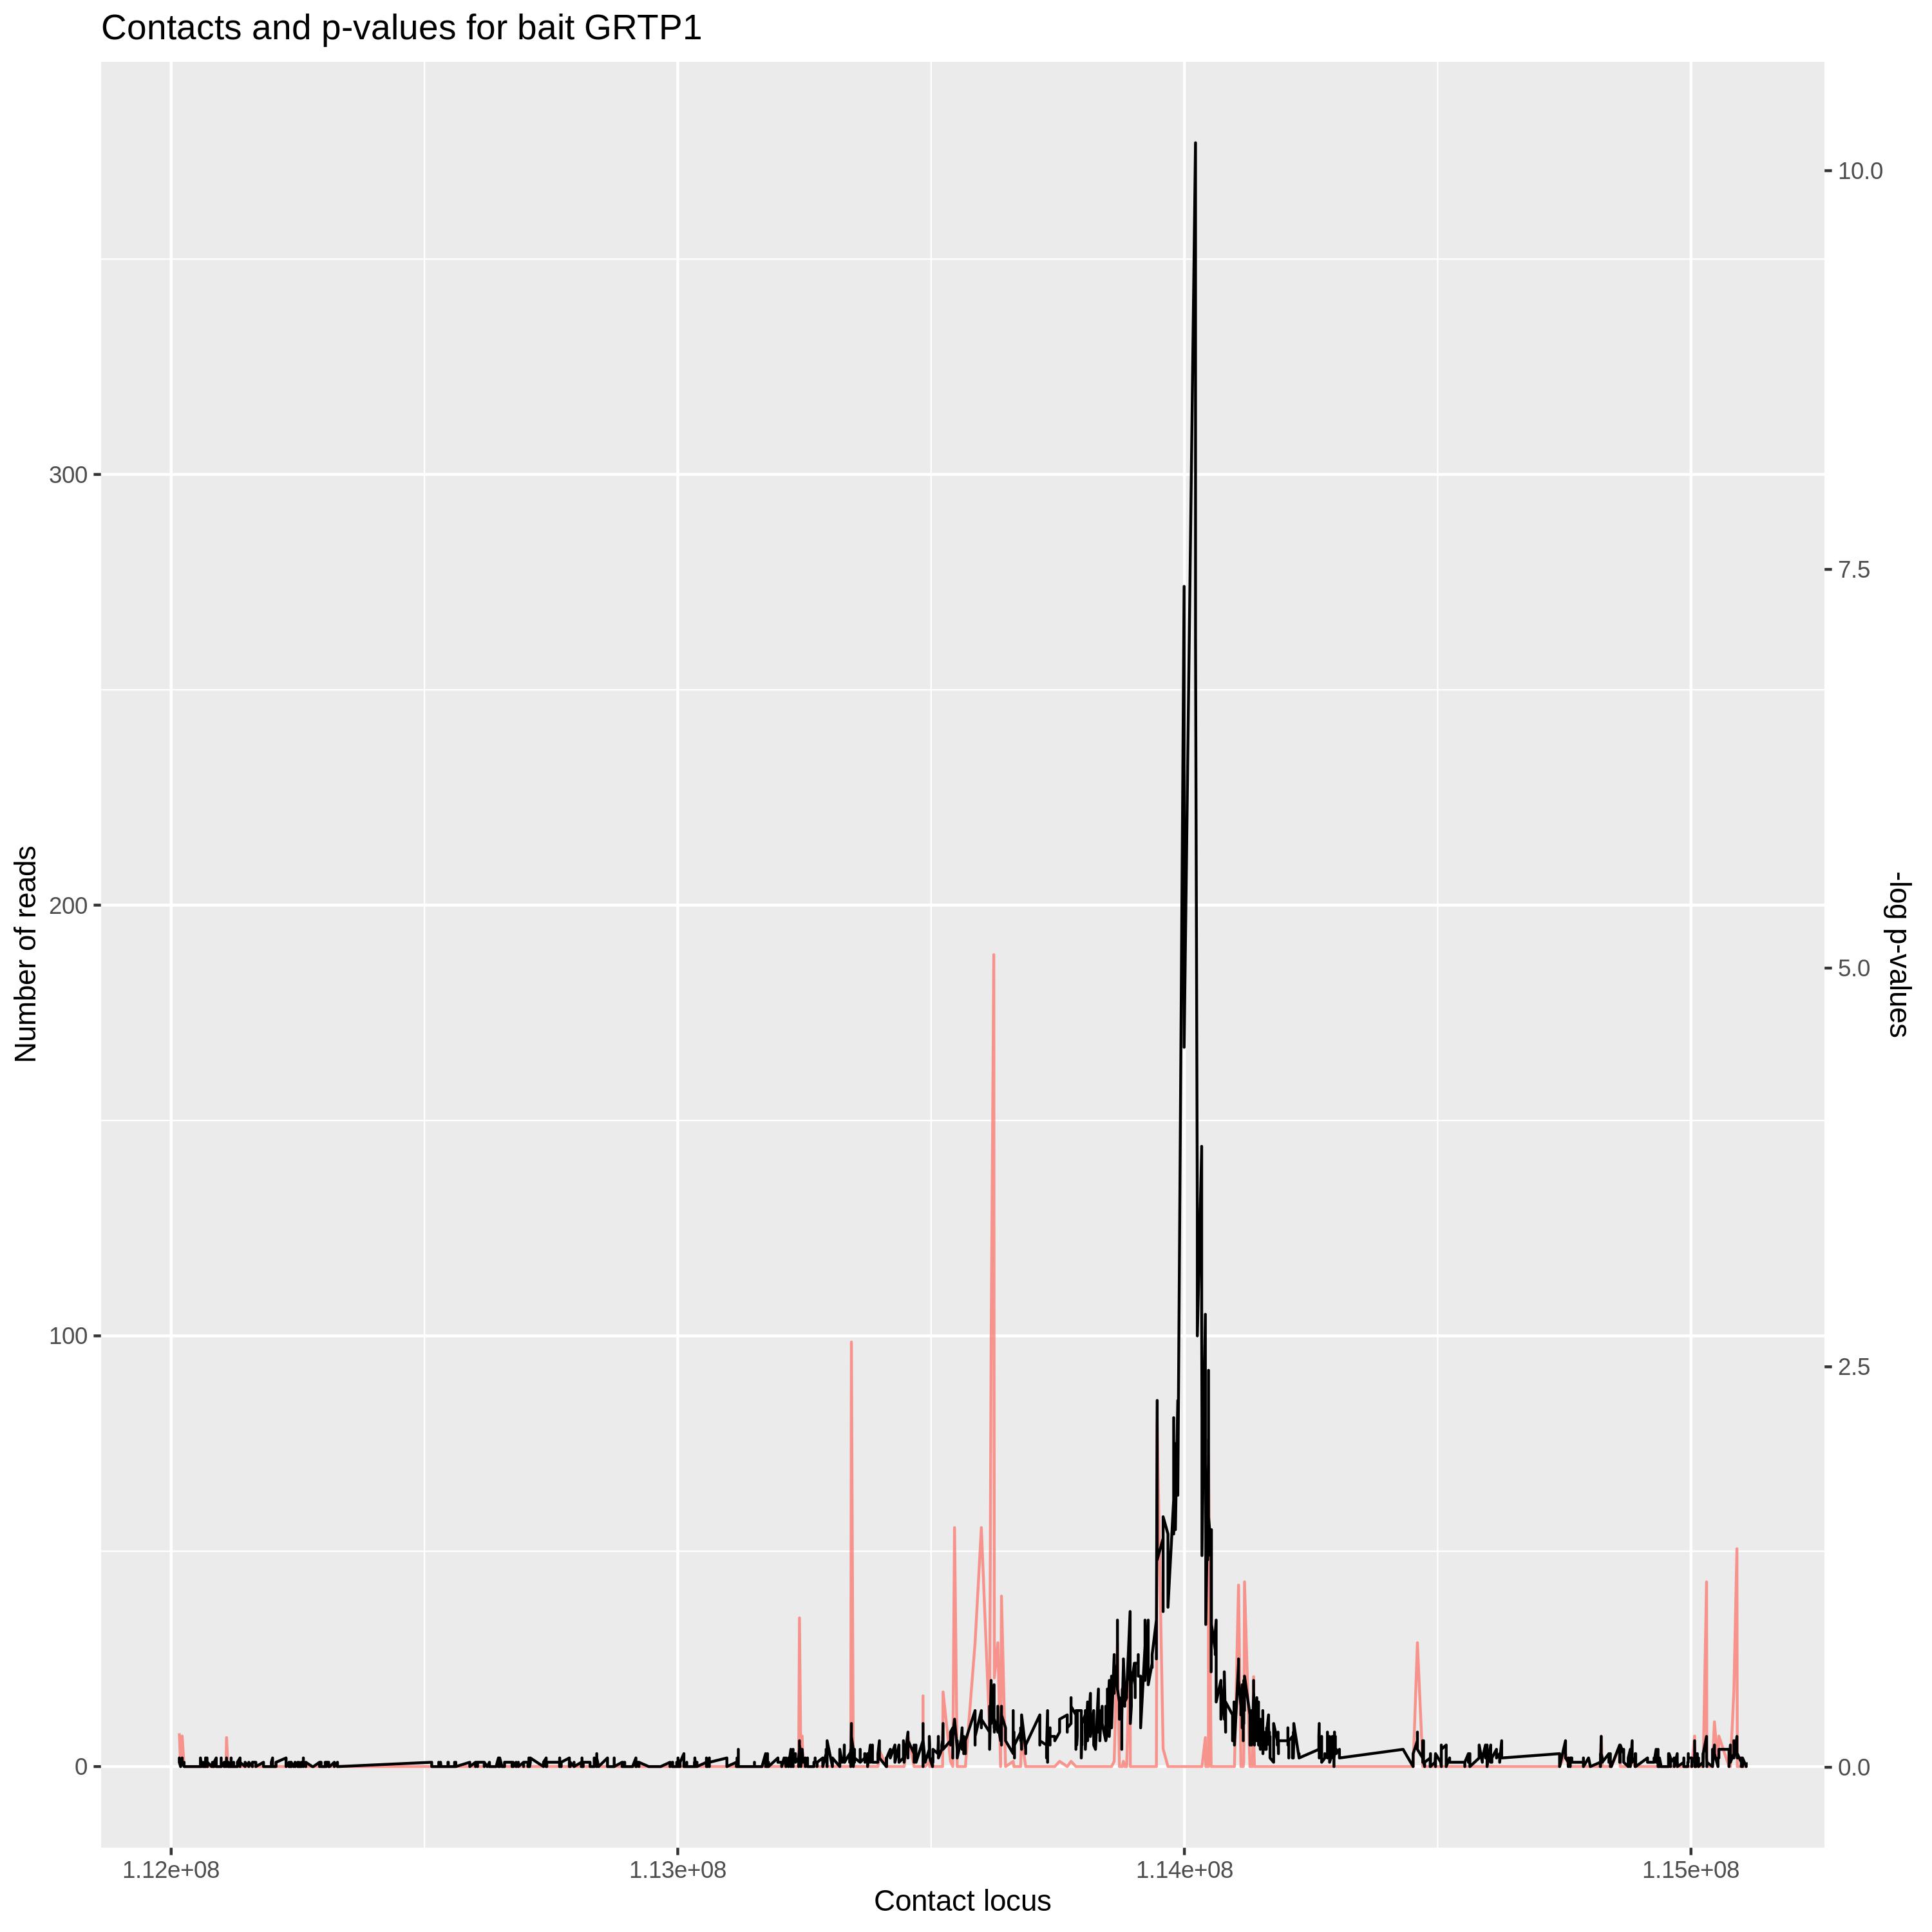 Contacts and p-values for bait GRTP1
10.0
7.5
5.0
2.5
0.0
300
200
100
0
Number of reads
-log p-values
1.12e+08
1.13e+08
1.14e+08
1.15e+08
Contact locus